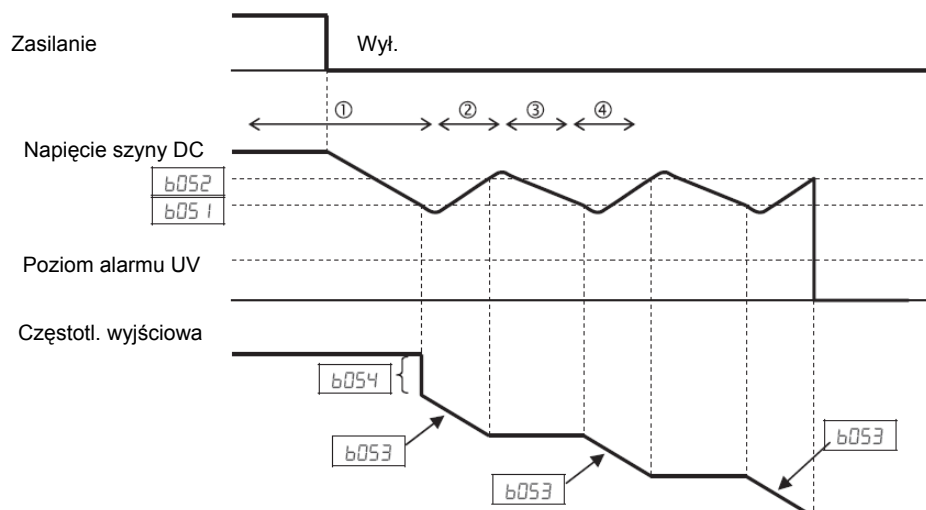 Zasilanie
Wył.
① ② ③ ④
Napięcie szyny DC
b052
b051
Poziom alarmu UV
Częstotl. wyjściowa
b054
b053
b053
b053